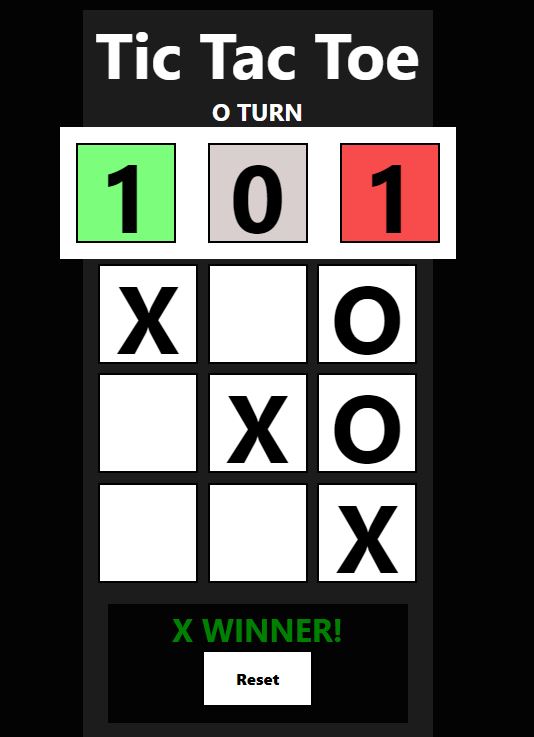 Tic Tac Toe
O TURN
1 0 1
X O
X O
X
X WINNER!
Reset